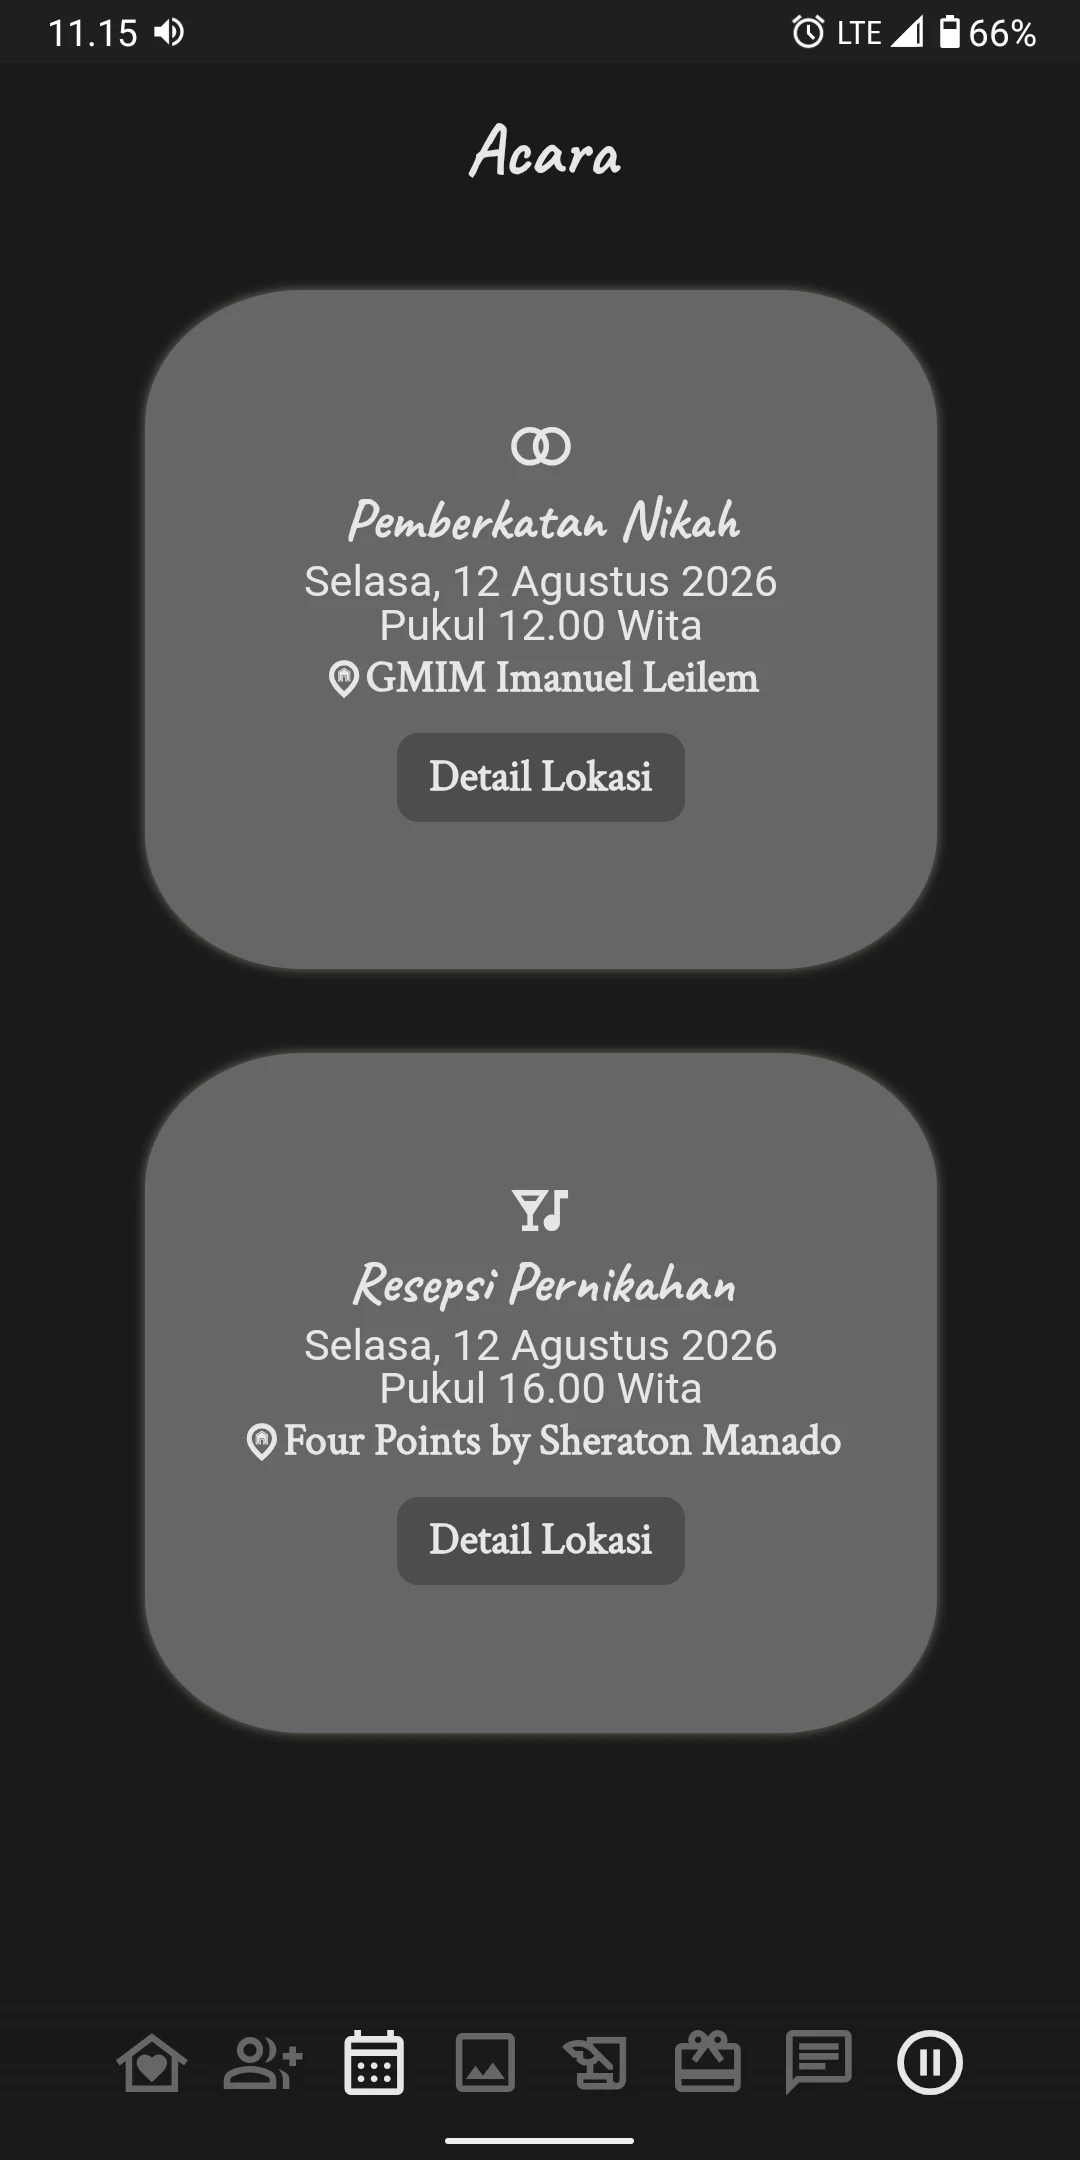 11.15
LTE
66%
Acara
Pemberkatan Nikah
Selasa, 12 Agustus 2026
Pukul 12.00 Wita
GMIM Imanuel Leilem
Detail Lokasi
Resepsi Pernikahan
Selasa, 12 Agustus 2026
Pukul 16.00 Wita
Four Points by Sheraton Manado
Detail Lokasi